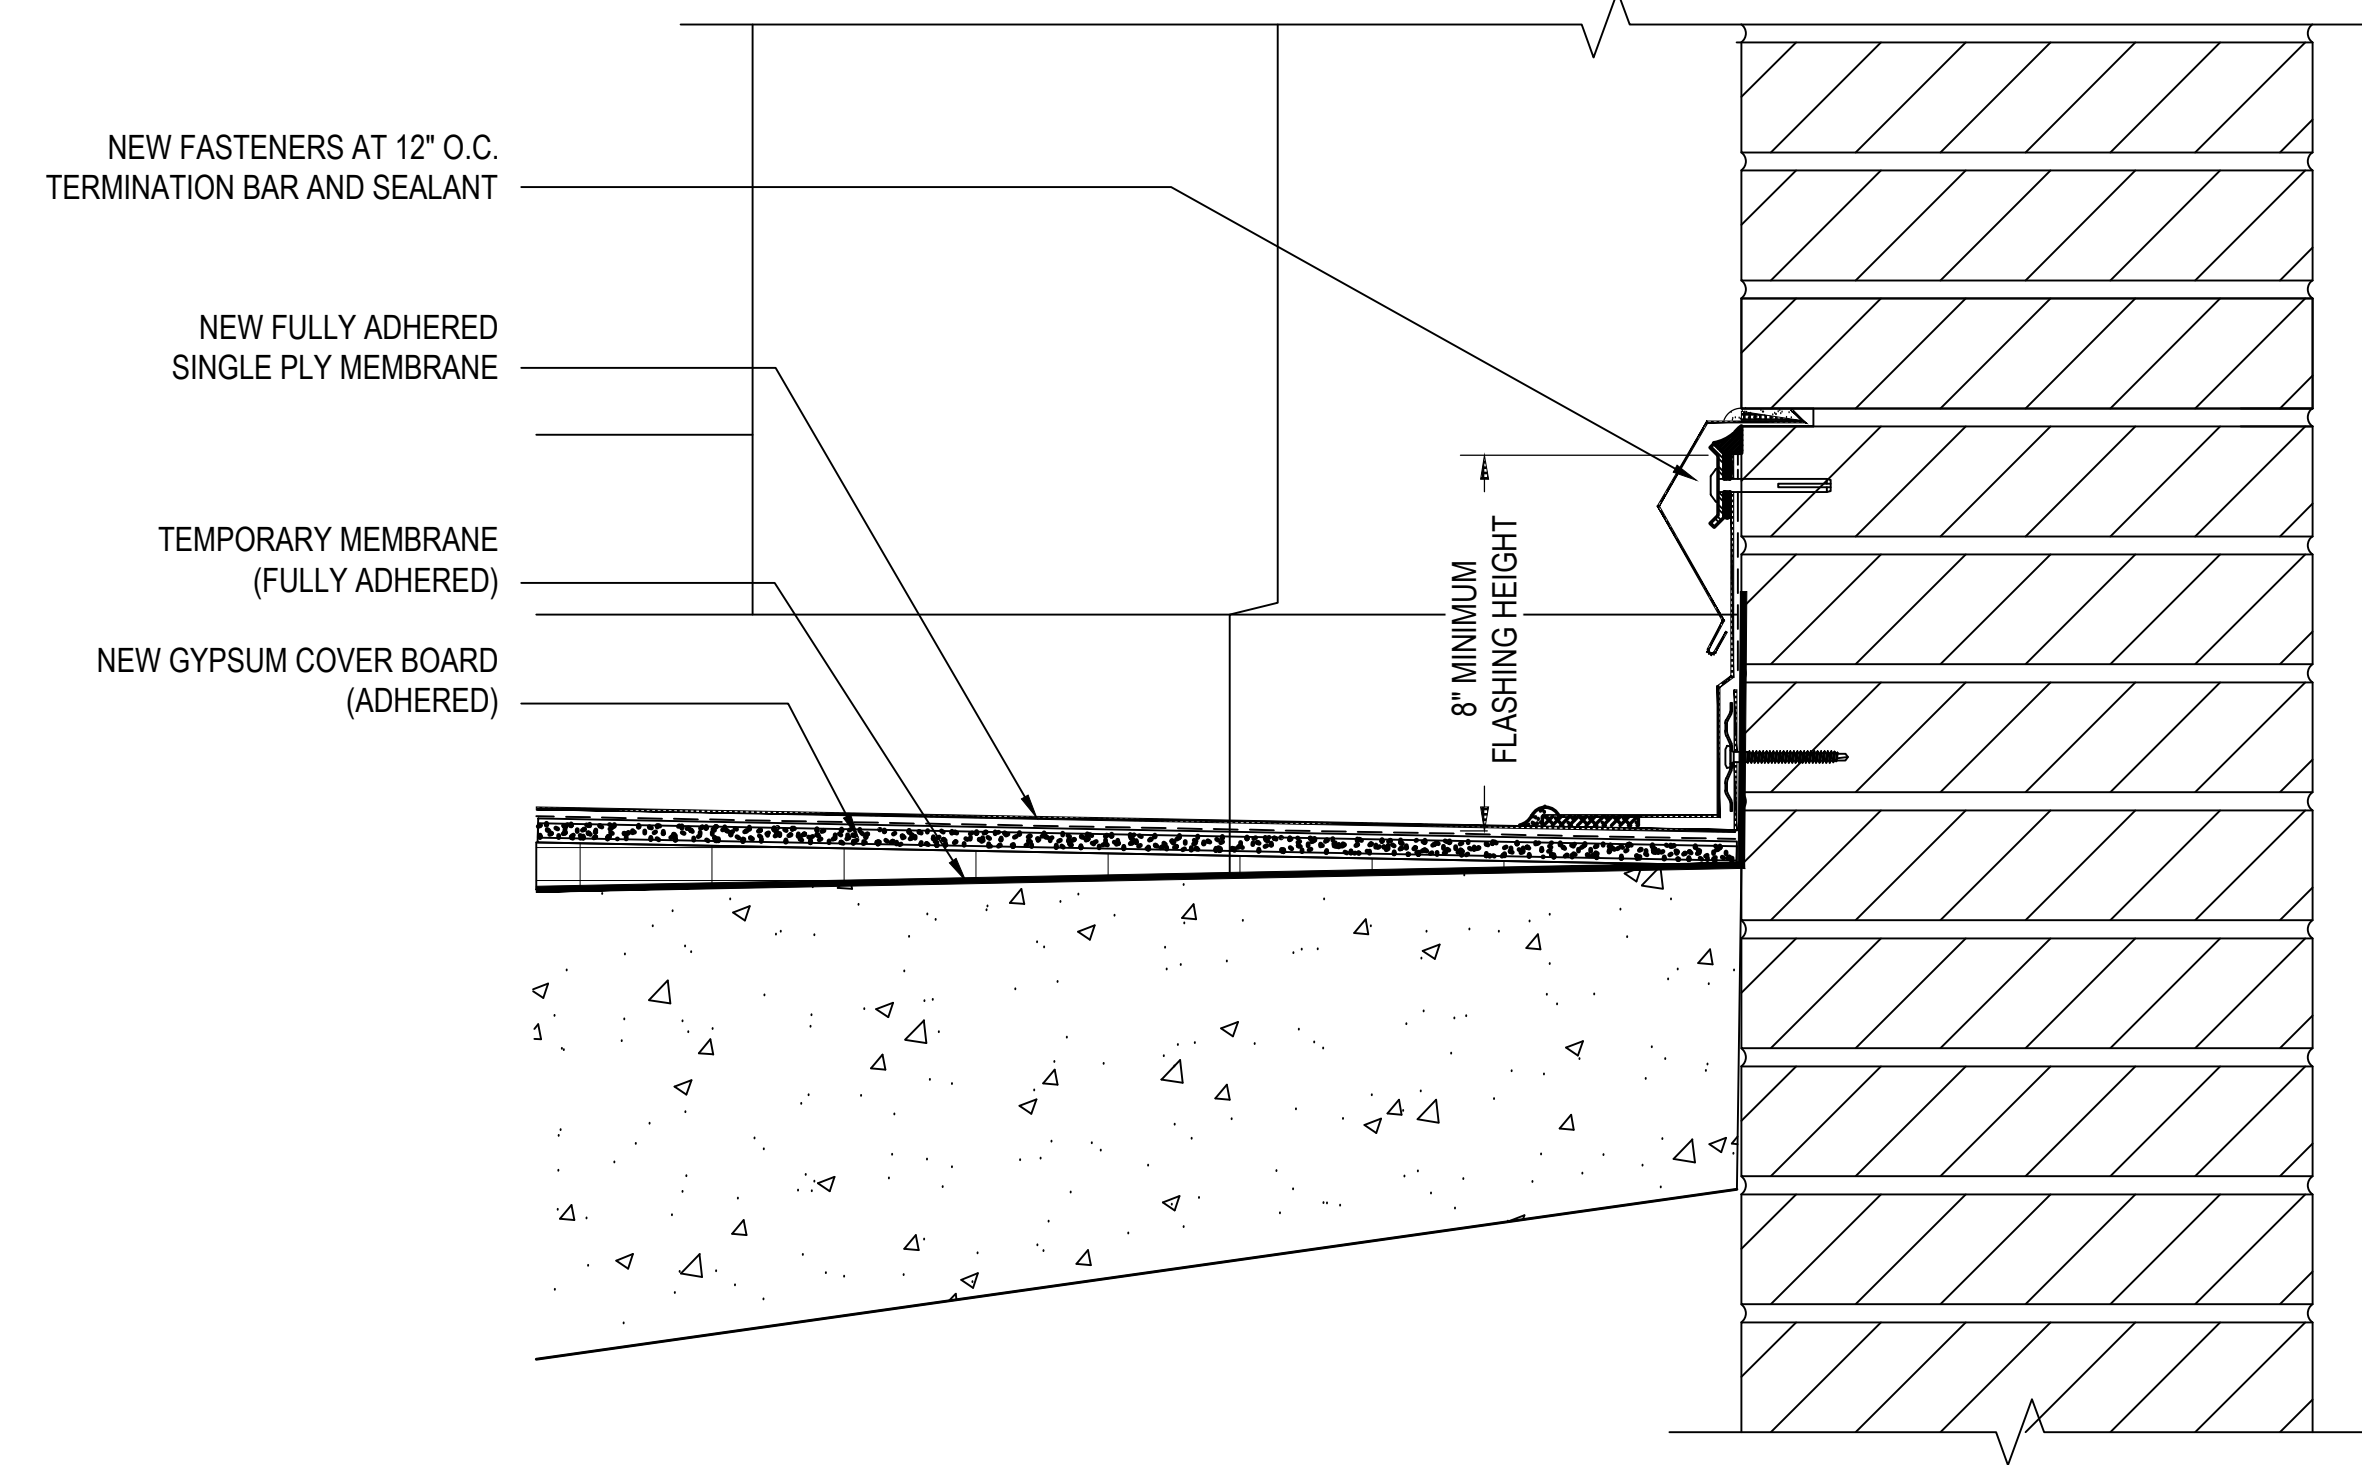 NEW FASTENERS AT 12" O.C.
TERMINATION BAR AND SEALANT
NEW FULLY ADHERED
SINGLE PLY MEMBRANE
TEMPORARY MEMBRANE
(FULLY ADHERED)
NEW GYPSUM COVER BOARD
(ADHERED)
8" MINIMUM
FLASHING HEIGHT